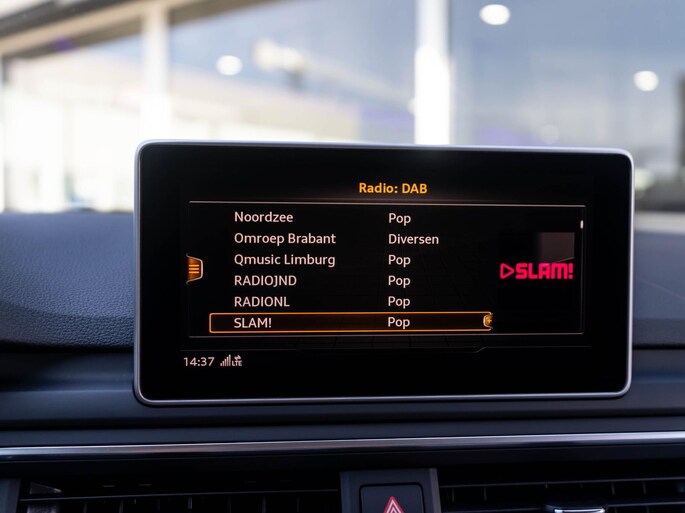 Radio: DAB
Noordzee Pop
Omroep Brabant Diversen
Qmusic Limburg Pop
RADIOJND Pop
RADIONL Pop
SLAM! Pop
SLAM!
14:37 LTE